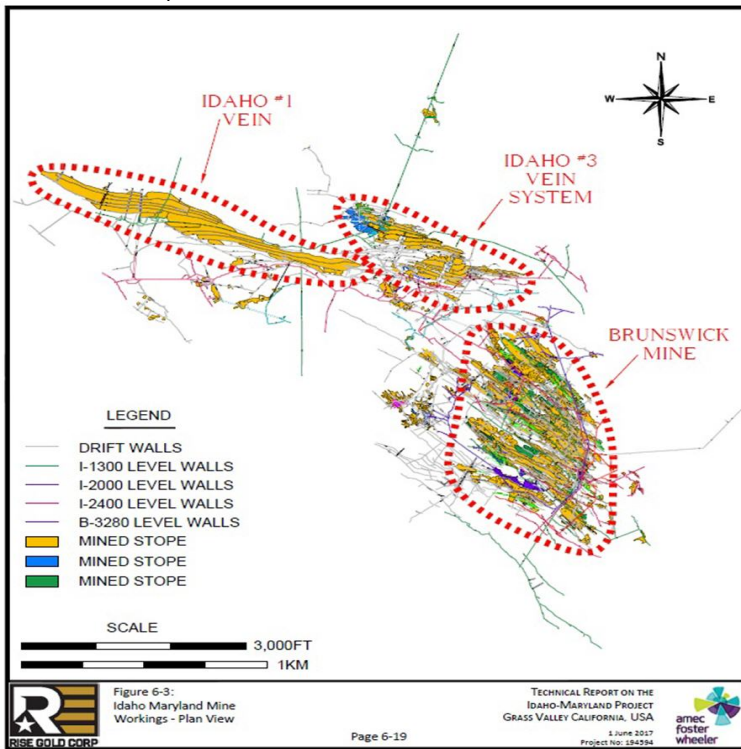 IDAHO #1
VEIN
N
W
E
S
IDAHO #3
VEIN
SYSTEM
BRUNSWICK
MINE
LEGEND
DRIFT WALLS
I-1300 LEVEL WALLS
I-2000 LEVEL WALLS
I-2400 LEVEL WALLS
B-3280 LEVEL WALLS
MINED STOPE
MINED STOPE
MINED STOPE
SCALE
3,000FT
1KM
R
RISE GOLD CORP
Figure 6-3:
Idaho Maryland Mine
Workings - Plan View
Page 6-19
TECHNICAL REPORT ON THE
IDAHO-MARYLAND PROJECT
GRASS VALLEY CALIFORNIA, USA
1 June 2017
Project No: 194594
amec
foster
wheeler